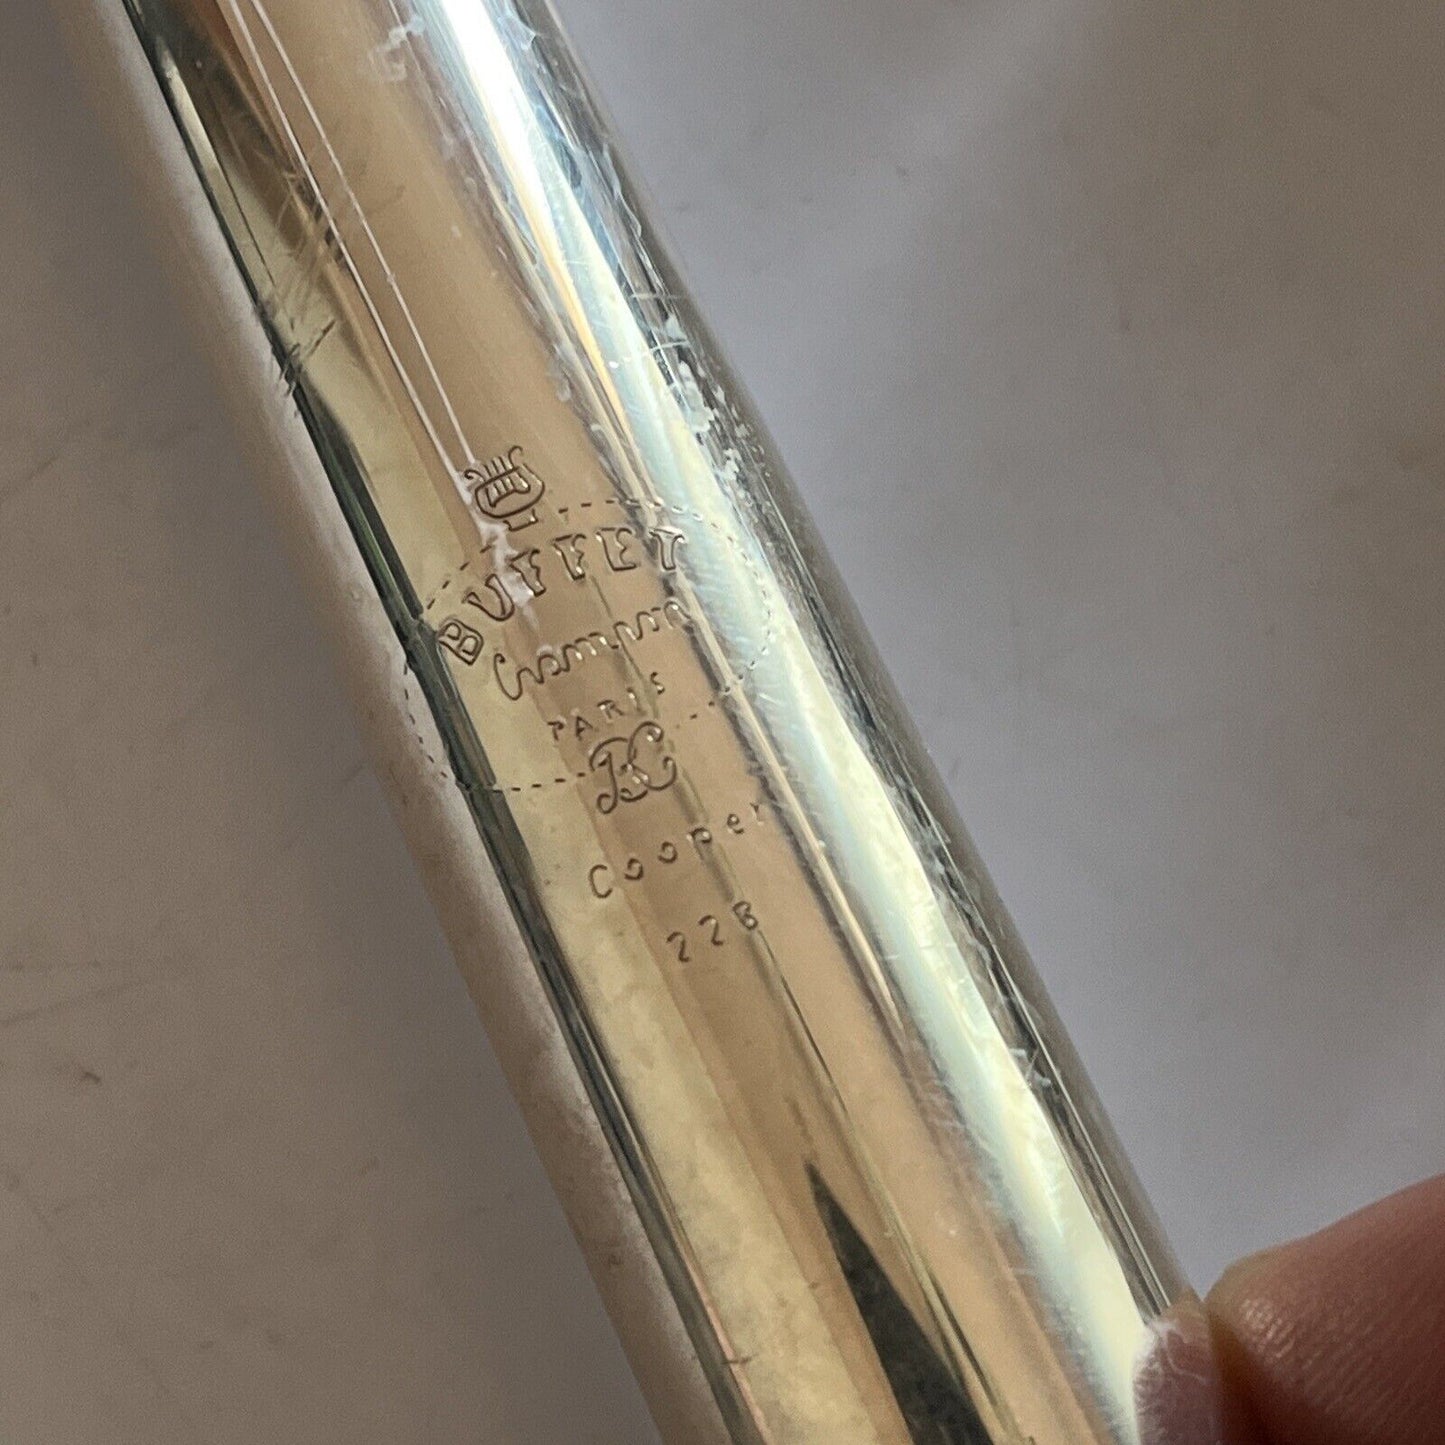 BUFFET
Crampon
PARIS
BC
Cooper
228